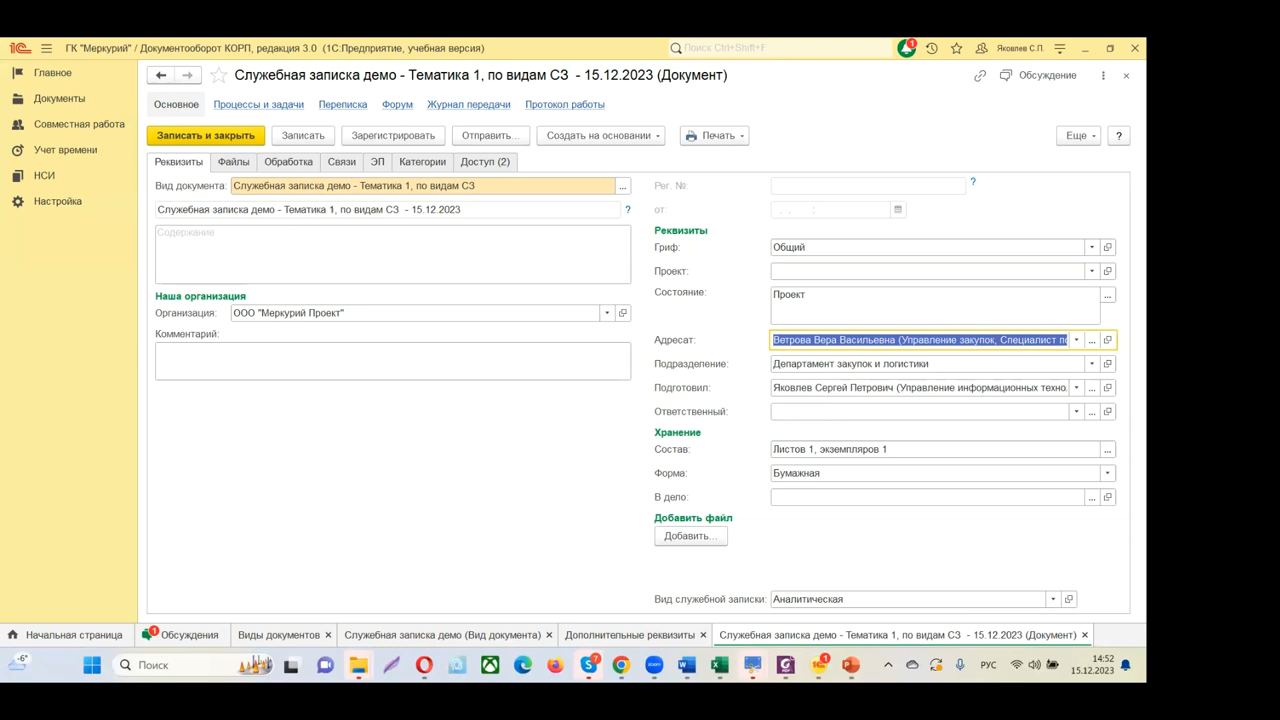 ГК "Меркурий" / Документооборот КОРП, редакция 3.0 (1С:Предприятие, учебная версия)
Поиск Ctrl+Shift+F
1
Яковлев С.П.
Главное
Документы
Совместная работа
Учет времени
НСИ
Настройка
Служебная записка демо - Тематика 1, по видам СЗ - 15.12.2023 (Документ)
Обсуждение
Основное Процессы и задачи Переписка Форум Журнал передачи Протокол работы
Записать и закрыть Записать Зарегистрировать Отправить... Создать на основании Печать Еще ?
Реквизиты Файлы Обработка Связи ЭП Категории Доступ (2)
Вид документа: Служебная записка демо - Тематика 1, по видам СЗ ...
Служебная записка демо - Тематика 1, по видам СЗ - 15.12.2023 ?
Содержание
Наша организация
Организация: ООО "Меркурий Проект"
Комментарий:
Рег. №: ?
от: . . :
Реквизиты
Гриф: Общий
Проект:
Состояние: Проект ...
Адресат: Ветрова Вера Васильевна (Управление закупок, Специалист по ...
Подразделение: Департамент закупок и логистики
Подготовил: Яковлев Сергей Петрович (Управление информационных техно. ...
Ответственный: ...
Хранение
Состав: Листов 1, экземпляров 1 ...
Форма: Бумажная
В дело: ...
Добавить файл
Добавить...
Вид служебной записки: Аналитическая
Начальная страница 1 Обсуждения Виды документов × Служебная записка демо (Вид документа) × Дополнительные реквизиты × Служебная записка демо - Тематика 1, по видам СЗ - 15.12.2023 (Документ) ×
-6°
Поиск
7
1
РУС
14:52
15.12.2023